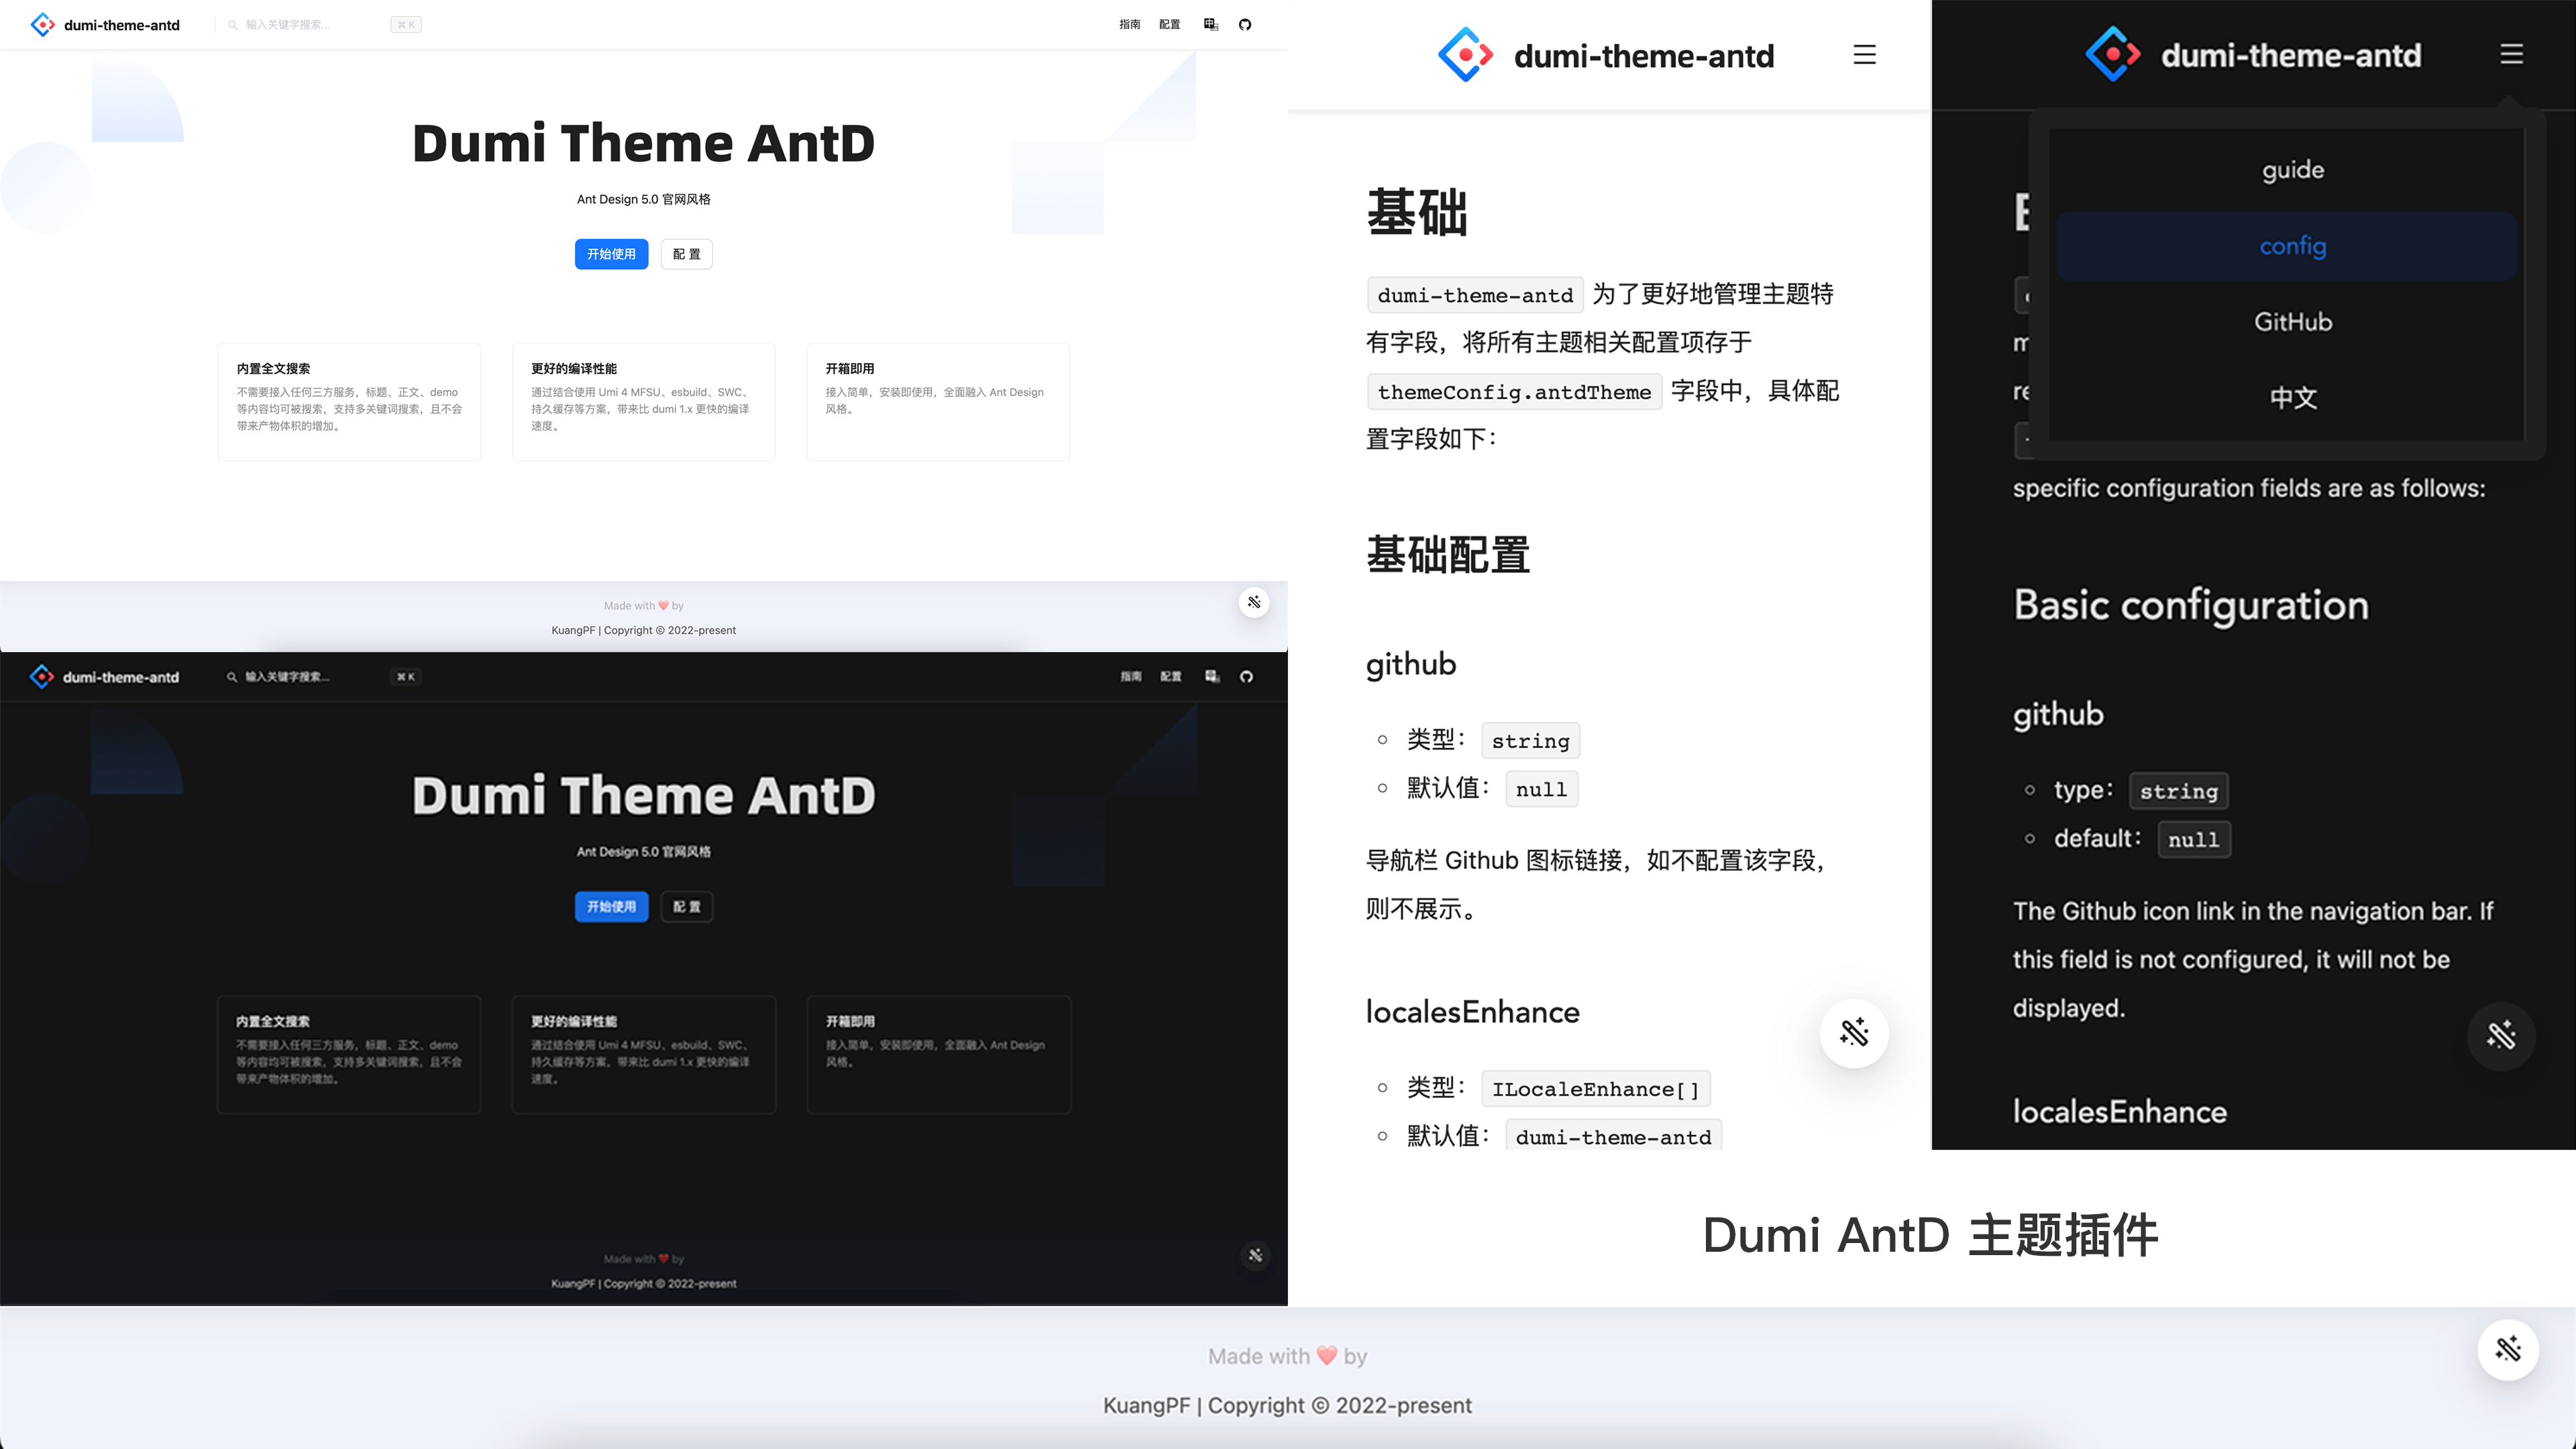 dumi-theme-antd
输入关键字搜索...
⌘ K
指南
配置
Dumi Theme AntD
Ant Design 5.0 官网风格
开始使用
配 置
内置全文搜索
不需要接入任何三方服务，标题、正文、demo
等内容均可被搜索，支持多关键词搜索，且不会
带来产物体积的增加。
更好的编译性能
通过结合使用 Umi 4 MFSU、esbuild、SWC、
持久缓存等方案，带来比 dumi 1.x 更快的编译
速度。
开箱即用
接入简单，安装即使用，全面融入 Ant Design
风格。
Made with ❤️ by
KuangPF | Copyright © 2022-present
dumi-theme-antd
输入关键字搜索...
⌘ K
指南
配置
Dumi Theme AntD
Ant Design 5.0 官网风格
开始使用
配 置
内置全文搜索
不需要接入任何三方服务，标题、正文、demo
等内容均可被搜索，支持多关键词搜索，且不会
带来产物体积的增加。
更好的编译性能
通过结合使用 Umi 4 MFSU、esbuild、SWC、
持久缓存等方案，带来比 dumi 1.x 更快的编译
速度。
开箱即用
接入简单，安装即使用，全面融入 Ant Design
风格。
Made with ❤️ by
KuangPF | Copyright © 2022-present
dumi-theme-antd
基础
dumi-theme-antd 为了更好地管理主题特
有字段，将所有主题相关配置项存于
themeConfig.antdTheme 字段中，具体配
置字段如下：
基础配置
github
类型： string
默认值： null
导航栏 Github 图标链接，如不配置该字段，
则不展示。
localesEnhance
类型： ILocaleEnhance[]
默认值： dumi-theme-antd
dumi-theme-antd
guide
config
GitHub
中文
specific configuration fields are as follows:
Basic configuration
github
type： string
default： null
The Github icon link in the navigation bar. If
this field is not configured, it will not be
displayed.
localesEnhance
Dumi AntD 主题插件
Made with ❤️ by
KuangPF | Copyright © 2022-present